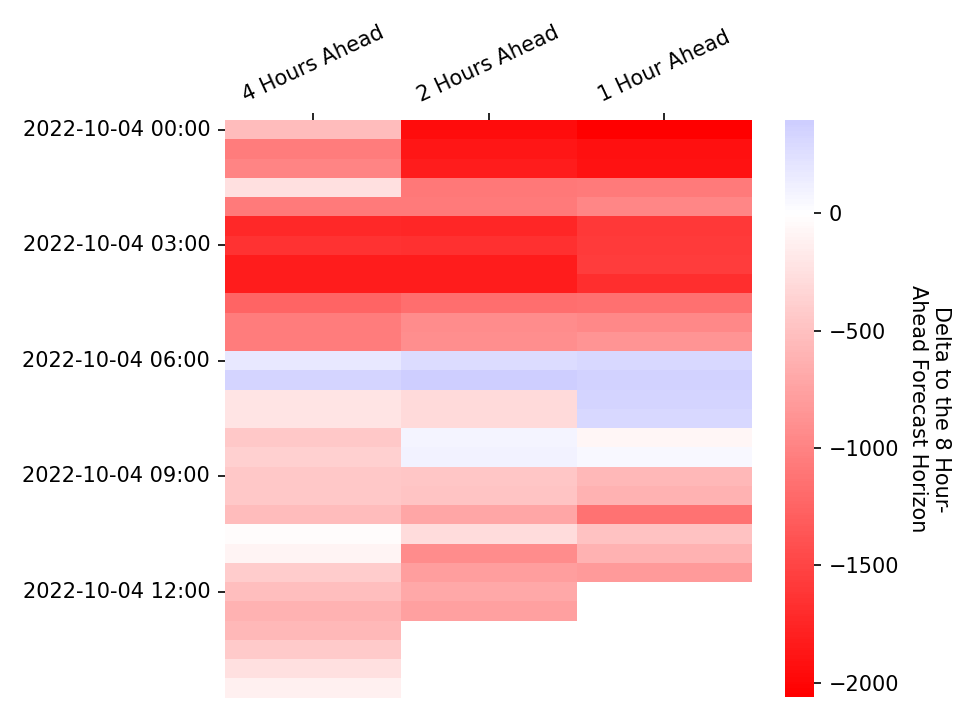 4 Hours Ahead
2 Hours Ahead
1 Hour Ahead
2022-10-04 00:00
2022-10-04 03:00
2022-10-04 06:00
2022-10-04 09:00
2022-10-04 12:00
0
−500
−1000
−1500
−2000
Delta to the 8 Hour-
Ahead Forecast Horizon